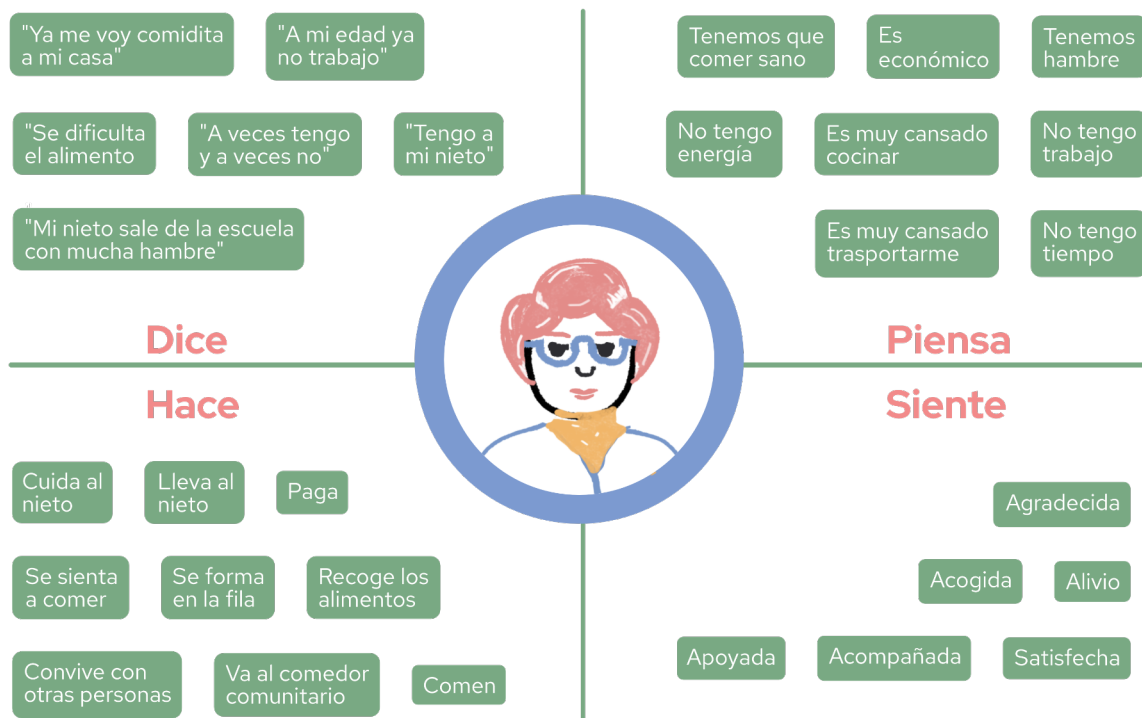 "Ya me voy comidita
a mi casa"
"A mi edad ya
no trabajo"
"Se dificulta
el alimento
"A veces tengo
y a veces no"
"Tengo a
mi nieto"
"Mi nieto sale de la escuela
con mucha hambre"
Dice
Tenemos que
comer sano
Es
económico
Tenemos
hambre
No tengo
energía
Es muy cansado
cocinar
No tengo
trabajo
Es muy cansado
trasportarme
No tengo
tiempo
Piensa
Hace
Cuida al
nieto
Lleva al
nieto
Paga
Se sienta
a comer
Se forma
en la fila
Recoge los
alimentos
Convive con
otras personas
Va al comedor
comunitario
Comen
Siente
Agradecida
Acogida
Alivio
Apoyada
Acompañada
Satisfecha